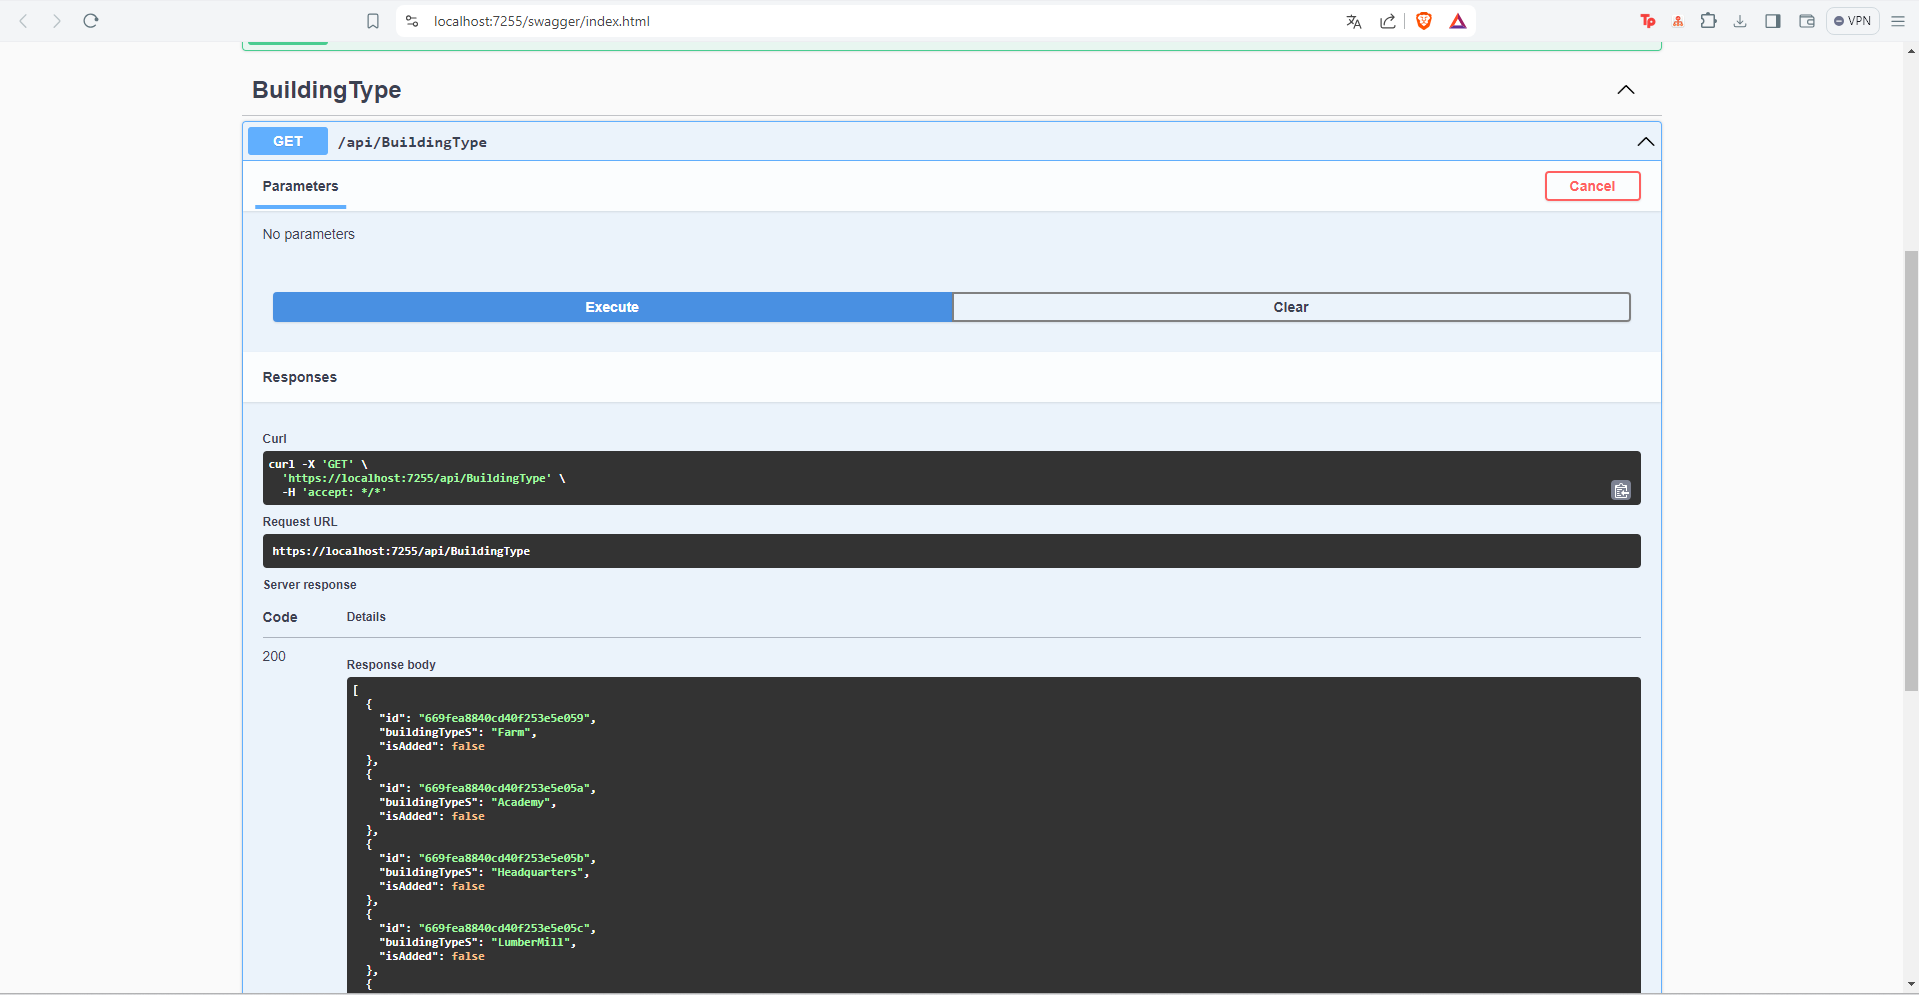 localhost:7255/swagger/index.html
VPN
BuildingType
GET /api/BuildingType
Parameters
Cancel
No parameters
Execute
Clear
Responses
Curl
curl -X 'GET' \
'https://localhost:7255/api/BuildingType' \
-H 'accept: */*'
Request URL
https://localhost:7255/api/BuildingType
Server response
Code Details
200
Response body
[
{
"id": "669fea8840cd40f253e5e059",
"buildingTypeS": "Farm",
"isAdded": false
},
{
"id": "669fea8840cd40f253e5e05a",
"buildingTypeS": "Academy",
"isAdded": false
},
{
"id": "669fea8840cd40f253e5e05b",
"buildingTypeS": "Headquarters",
"isAdded": false
},
{
"id": "669fea8840cd40f253e5e05c",
"buildingTypeS": "LumberMill",
"isAdded": false
},
{